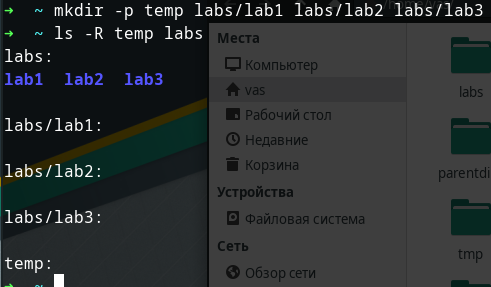 ➜ ~ mkdir -p temp labs/lab1 labs/lab2 labs/lab3
➜ ~ ls -R temp labs
labs:
lab1 lab2 lab3
labs/lab1:
labs/lab2:
labs/lab3:
temp:
➜ ~
Места
Компьютер
vas
Рабочий стол
Недавние
Корзина
Устройства
Файловая система
Сеть
Обзор сети
labs
parentdi
tmp